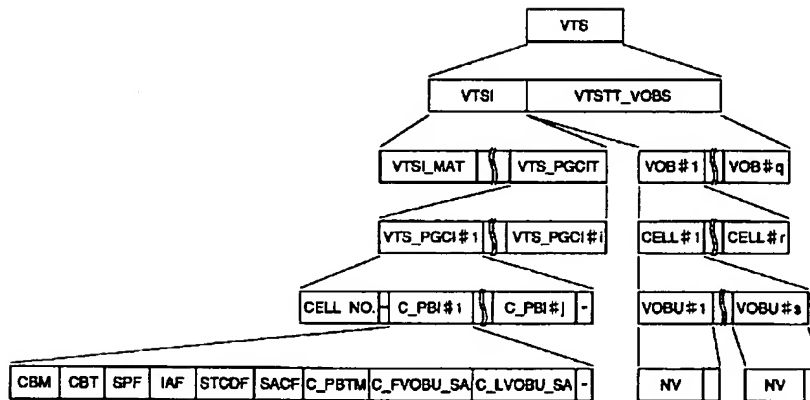 VTS
VTSI VTSTT_VOBS
VTSI_MAT VTS_PGCIT VOB#1 VOB#q
VTS_PGCI#1 VTS_PGCI#i CELL#1 CELL#r
CELL NO. - C_PBI#1 C_PBI#j - VOBU#1 VOBU#s
CBM CBT SPF IAF STCDF SACF C_PBTM C_FVOBU_SA C_LVOBU_SA - NV NV